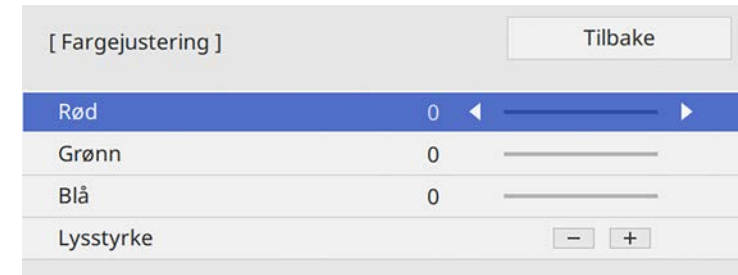 [ Fargejustering ] Tilbake
Rød 0
Grønn 0
Blå 0
Lysstyrke − +